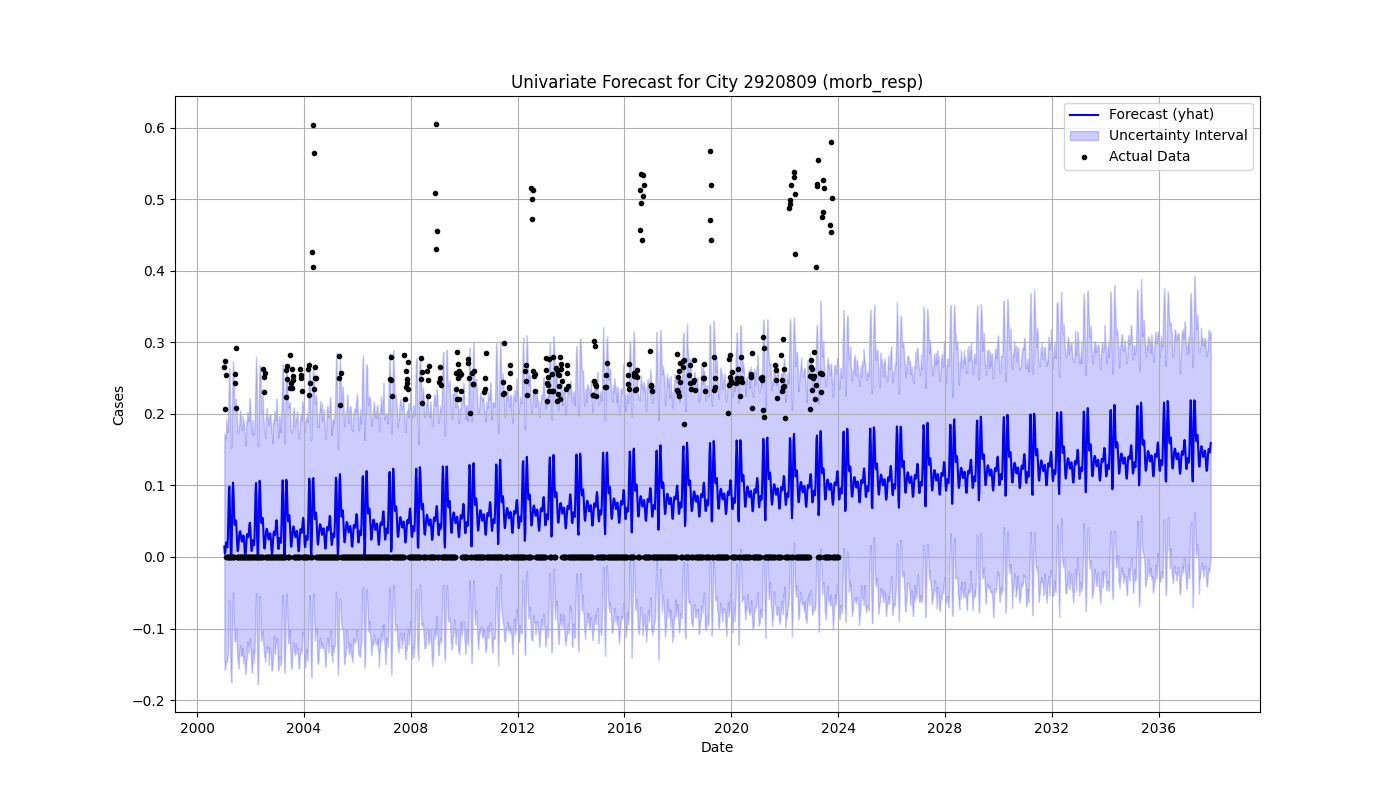 Univariate Forecast for City 2920809 (morb_resp)
Forecast (yhat)
Uncertainty Interval
Actual Data
Cases
0.6
0.5
0.4
0.3
0.2
0.1
0.0
−0.1
−0.2
2000 2004 2008 2012 2016 2020 2024 2028 2032 2036
Date